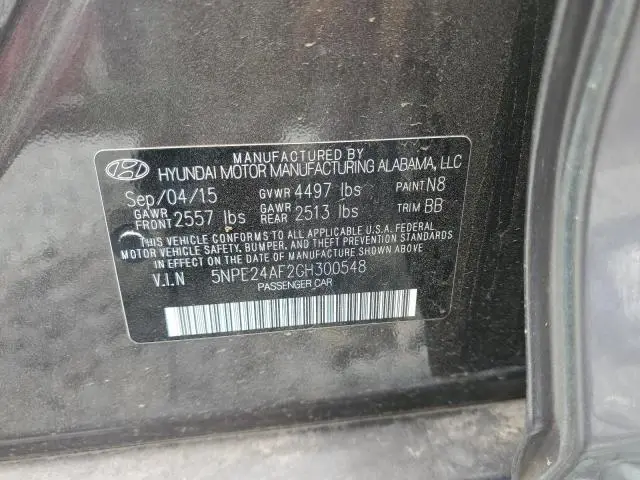 MANUFACTURED BY
HYUNDAI MOTOR MANUFACTURING ALABAMA, LLC
Sep/04/15 GVWR 4497 lbs PAINT N8
GAWR FRONT 2557 lbs GAWR REAR 2513 lbs TRIM BB
THIS VEHICLE CONFORMS TO ALL APPLICABLE U.S.A. FEDERAL
MOTOR VEHICLE SAFETY, BUMPER, AND THEFT PREVENTION STANDARDS
IN EFFECT ON THE DATE OF MANUFACTURE SHOWN ABOVE
V.I.N 5NPE24AF2GH300548
PASSENGER CAR